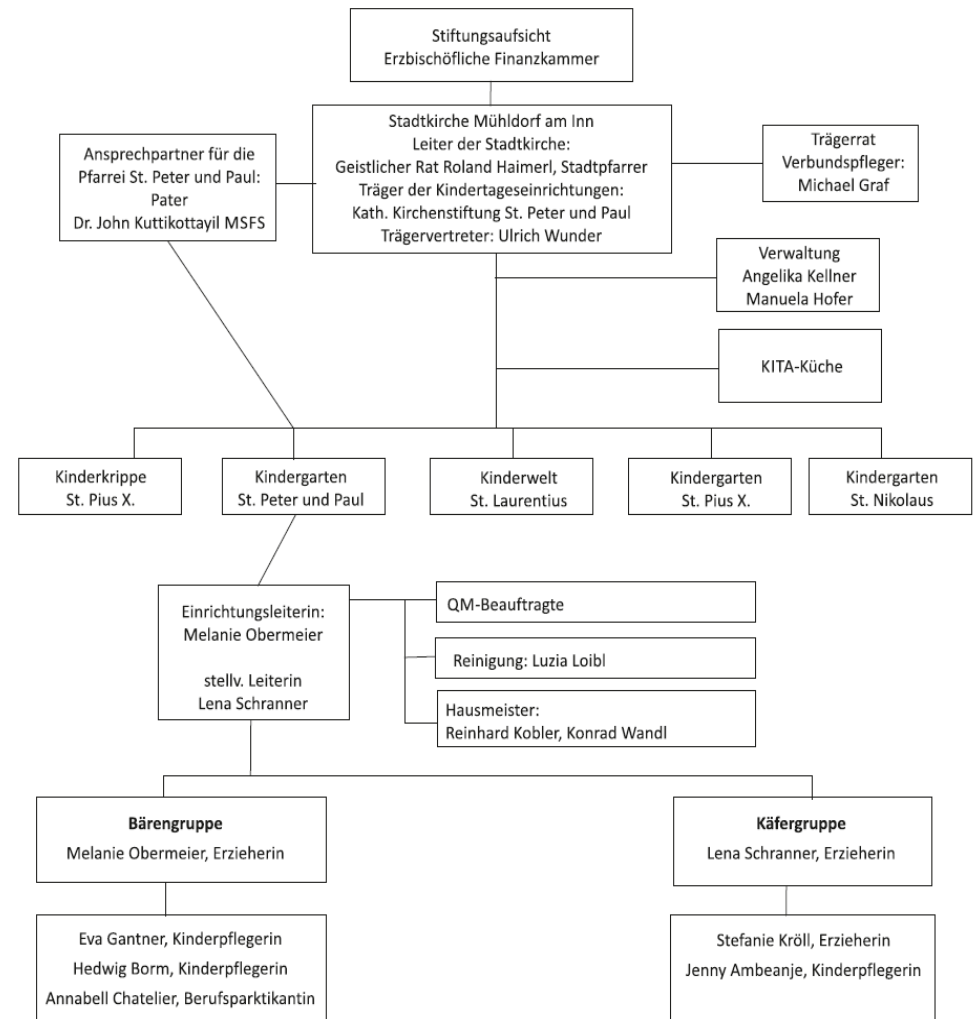 Stiftungsaufsicht
Erzbischöfliche Finanzkammer
Stadtkirche Mühldorf am Inn
Leiter der Stadtkirche:
Geistlicher Rat Roland Haimerl, Stadtpfarrer
Träger der Kindertageseinrichtungen:
Kath. Kirchenstiftung St. Peter und Paul
Trägervertreter: Ulrich Wunder
Ansprechpartner für die
Pfarrei St. Peter und Paul:
Pater
Dr. John Kuttikottayil MSFS
Trägerrat
Verbundspfleger:
Michael Graf
Verwaltung
Angelika Kellner
Manuela Hofer
KITA-Küche
Kinderkrippe
St. Pius X.
Kindergarten
St. Peter und Paul
Kinderwelt
St. Laurentius
Kindergarten
St. Pius X.
Kindergarten
St. Nikolaus
Einrichtungsleiterin:
Melanie Obermeier
stellv. Leiterin
Lena Schranner
QM-Beauftragte
Reinigung: Luzia Loibl
Hausmeister:
Reinhard Kobler, Konrad Wandl
Bärengruppe
Melanie Obermeier, Erzieherin
Käfergruppe
Lena Schranner, Erzieherin
Eva Gantner, Kinderpflegerin
Hedwig Borm, Kinderpflegerin
Annabell Chatelier, Berufsparktikantin
Stefanie Kröll, Erzieherin
Jenny Ambeanje, Kinderpflegerin